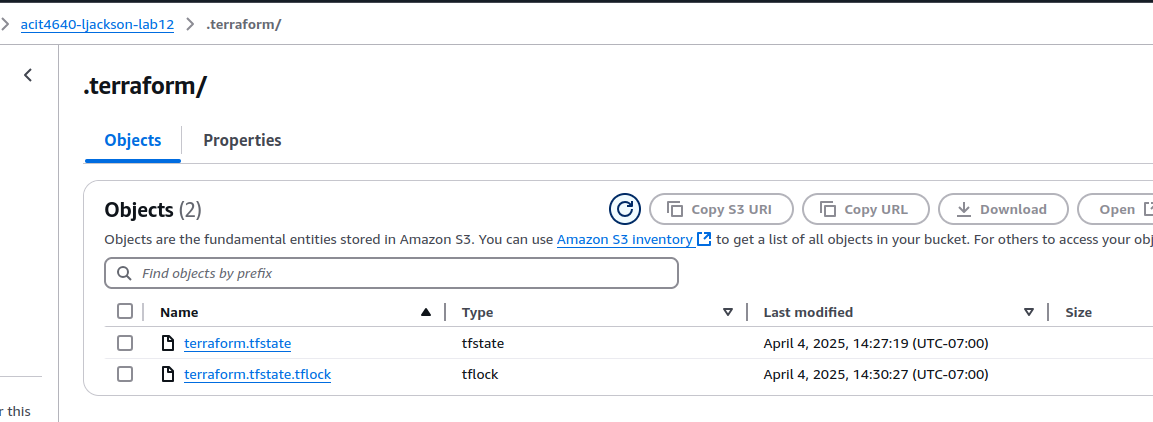 acit4640-ljackson-lab12 .terraform/
.terraform/
Objects Properties
Objects (2) Copy S3 URI Copy URL Download Open
Objects are the fundamental entities stored in Amazon S3. You can use Amazon S3 inventory to get a list of all objects in your bucket. For others to access your obj
Find objects by prefix
Name Type Last modified Size
terraform.tfstate tfstate April 4, 2025, 14:27:19 (UTC-07:00)
terraform.tfstate.tflock tflock April 4, 2025, 14:30:27 (UTC-07:00)
r this